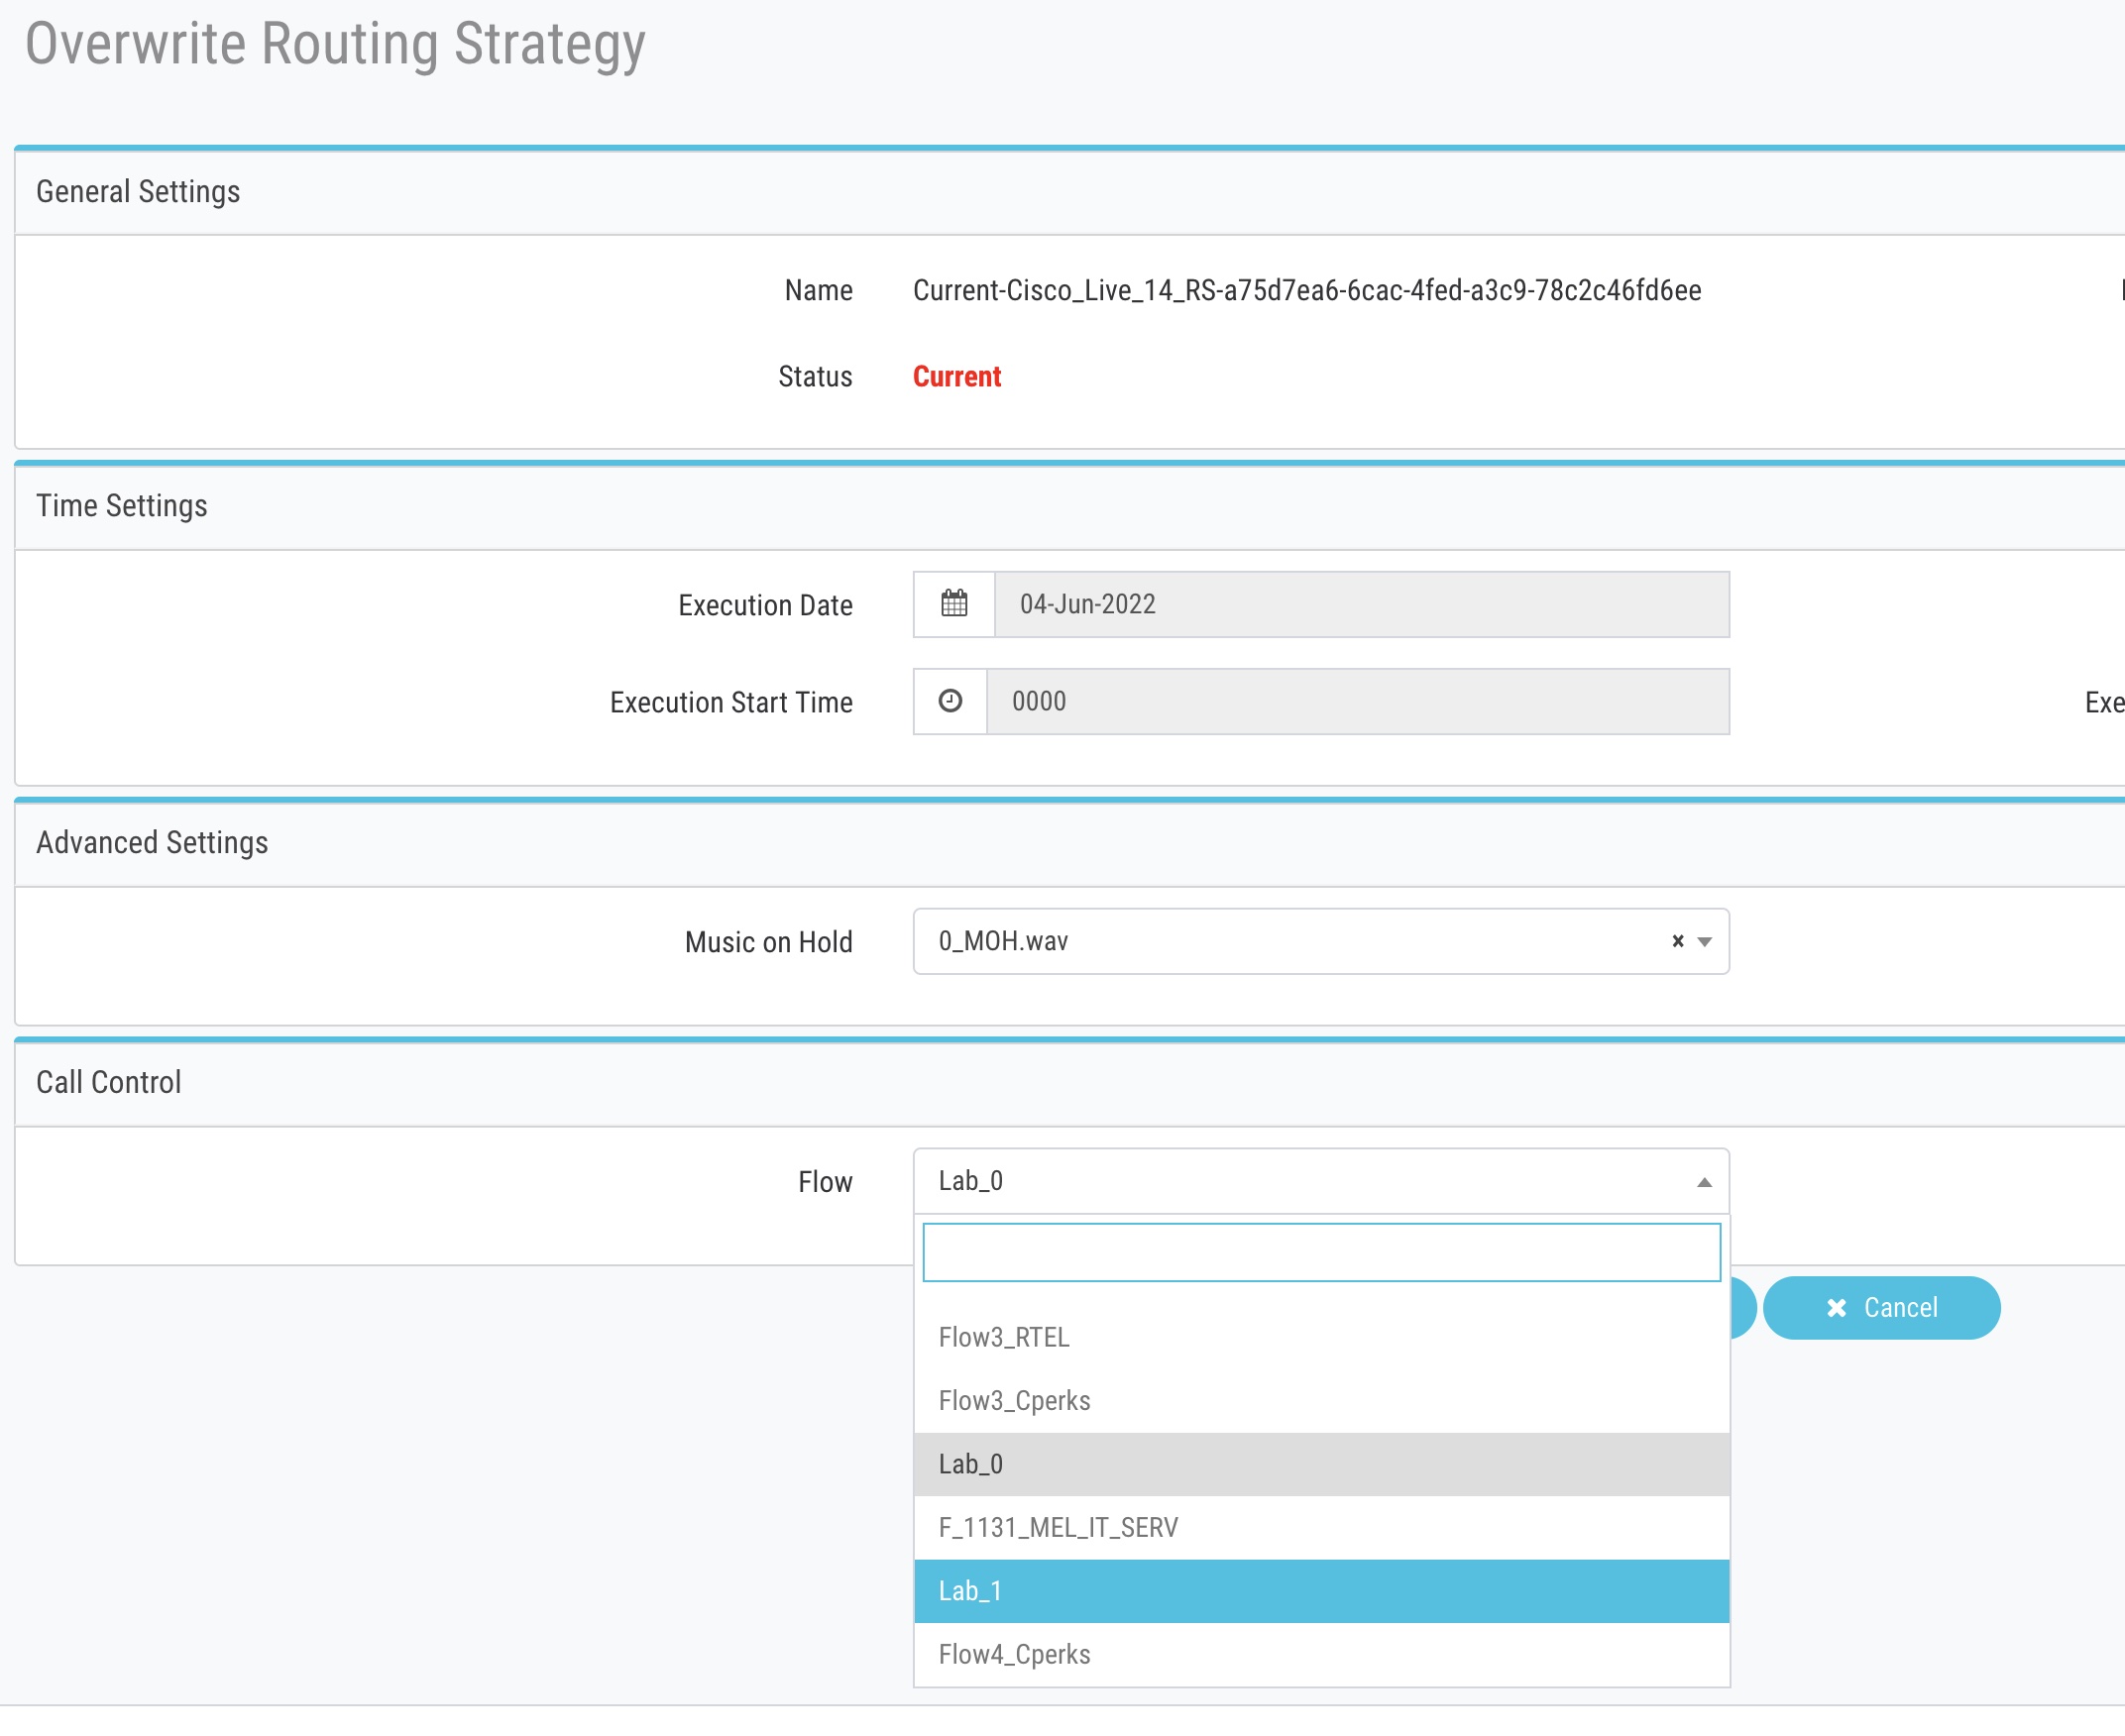 Overwrite Routing Strategy
General Settings
Name Current-Cisco_Live_14_RS-a75d7ea6-6cac-4fed-a3c9-78c2c46fd6ee
Status Current
Time Settings
Execution Date 04-Jun-2022
Execution Start Time 0000 Exe
Advanced Settings
Music on Hold 0_MOH.wav
Call Control
Flow Lab_0
Cancel
Flow3_RTEL
Flow3_Cperks
Lab_0
F_1131_MEL_IT_SERV
Lab_1
Flow4_Cperks